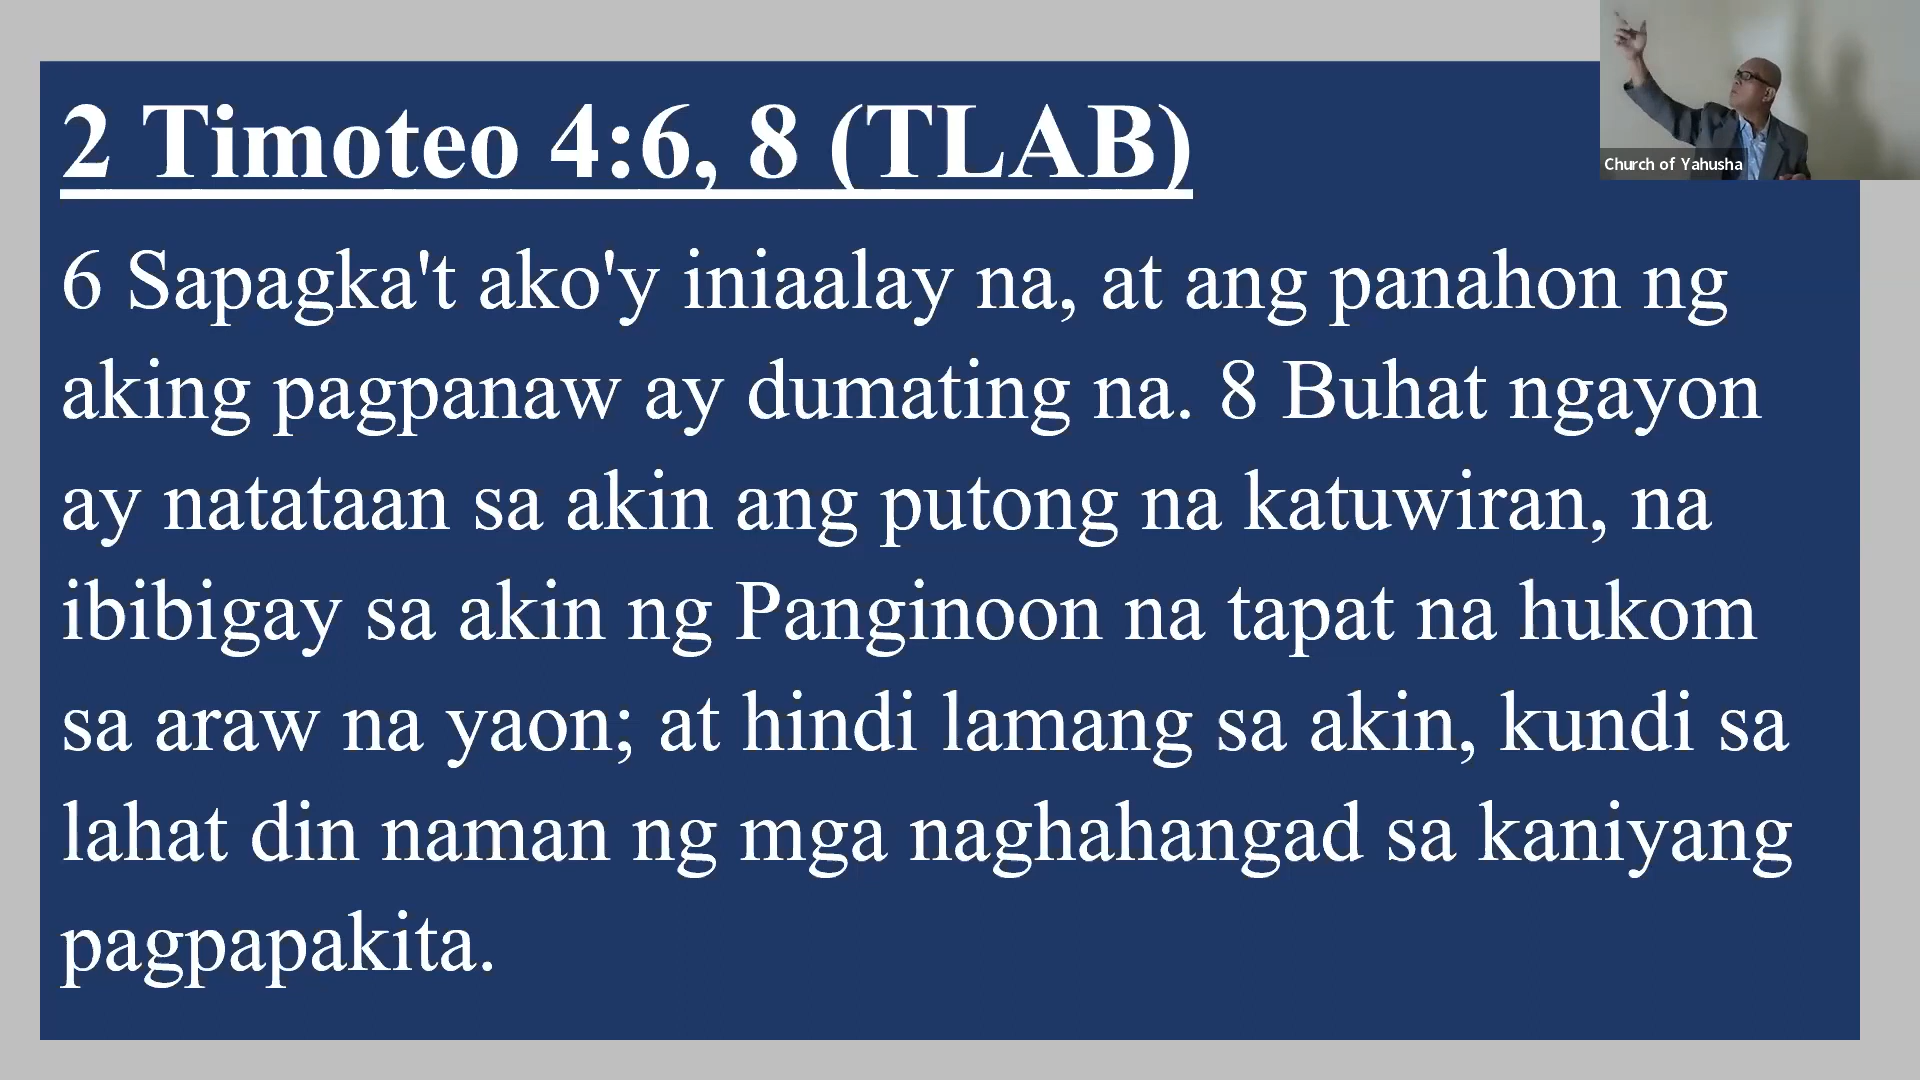 2 Timoteo 4:6, 8 (TLAB)
6 Sapagka't ako'y iniaalay na, at ang panahon ng
aking pagpanaw ay dumating na. 8 Buhat ngayon
ay natataan sa akin ang putong na katuwiran, na
ibibigay sa akin ng Panginoon na tapat na hukom
sa araw na yaon; at hindi lamang sa akin, kundi sa
lahat din naman ng mga naghahangad sa kaniyang
pagpapakita.
Church of Yahusha